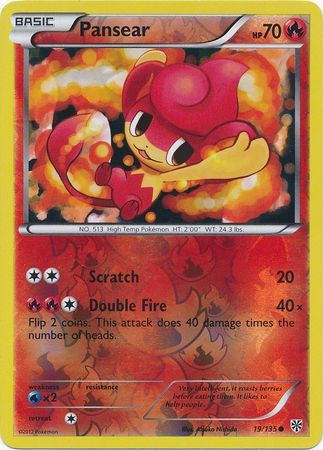 BASIC
Pansear
HP70
NO. 513 High Temp Pokémon HT: 2'00" WT: 24.3 lbs.
Scratch 20
Double Fire 40×
Flip 2 coins. This attack does 40 damage times
the number of heads.
weakness
resistance
×2
Very intelligent, it roasts berries
before eating them. It likes to
help people.
retreat
Illus. Atsuko Nishida
19/135
©2012 Pokémon